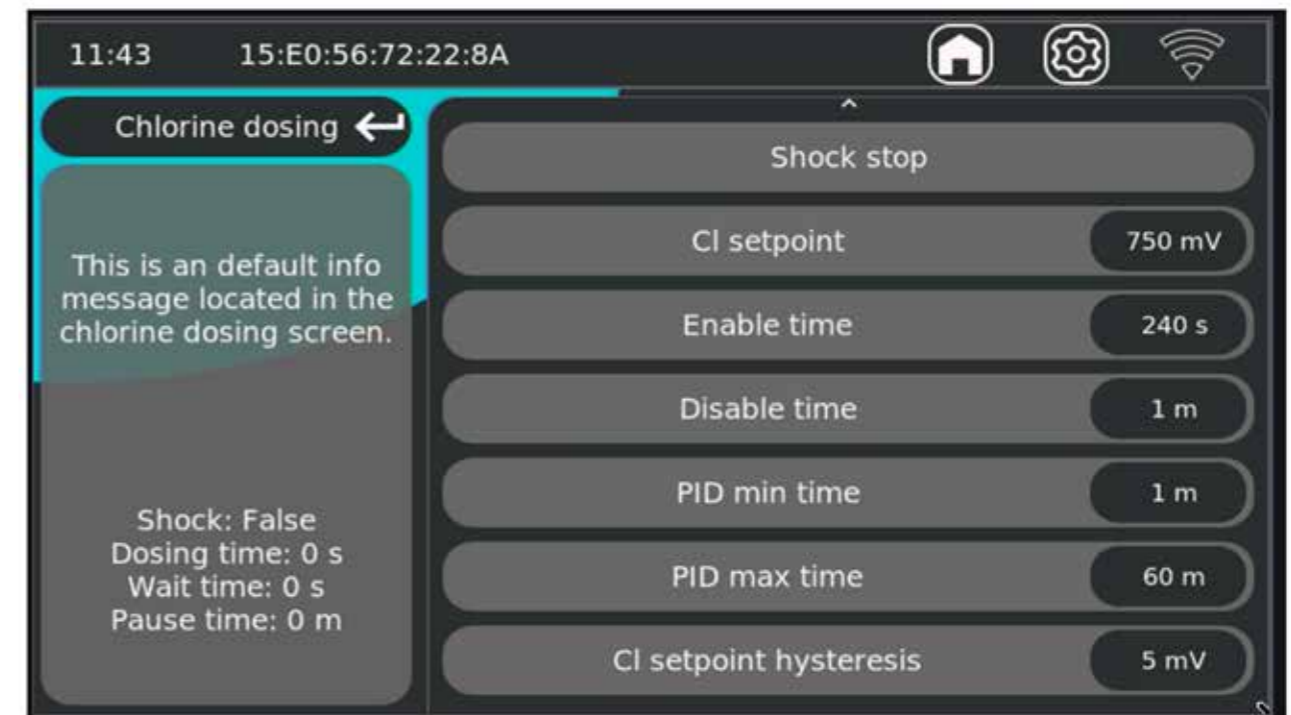 11:43 15:E0:56:72:22:8A
Chlorine dosing
This is an default info
message located in the
chlorine dosing screen.
Shock: False
Dosing time: 0 s
Wait time: 0 s
Pause time: 0 m
Shock stop
Cl setpoint 750 mV
Enable time 240 s
Disable time 1 m
PID min time 1 m
PID max time 60 m
Cl setpoint hysteresis 5 mV